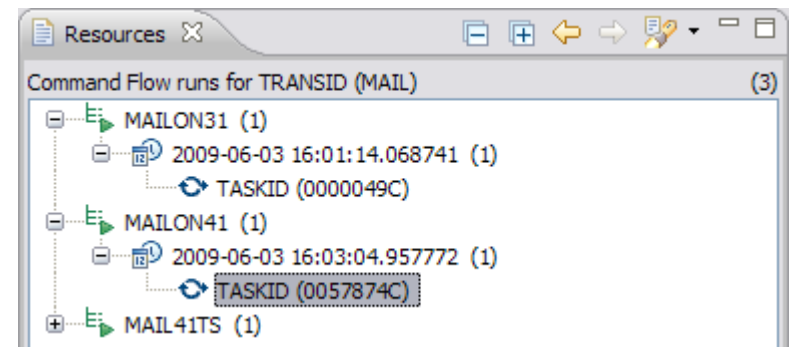 Resources
Command Flow runs for TRANSID (MAIL) (3)
MAILON31 (1)
2009-06-03 16:01:14.068741 (1)
TASKID (0000049C)
MAILON41 (1)
2009-06-03 16:03:04.957772 (1)
TASKID (0057874C)
MAIL41TS (1)